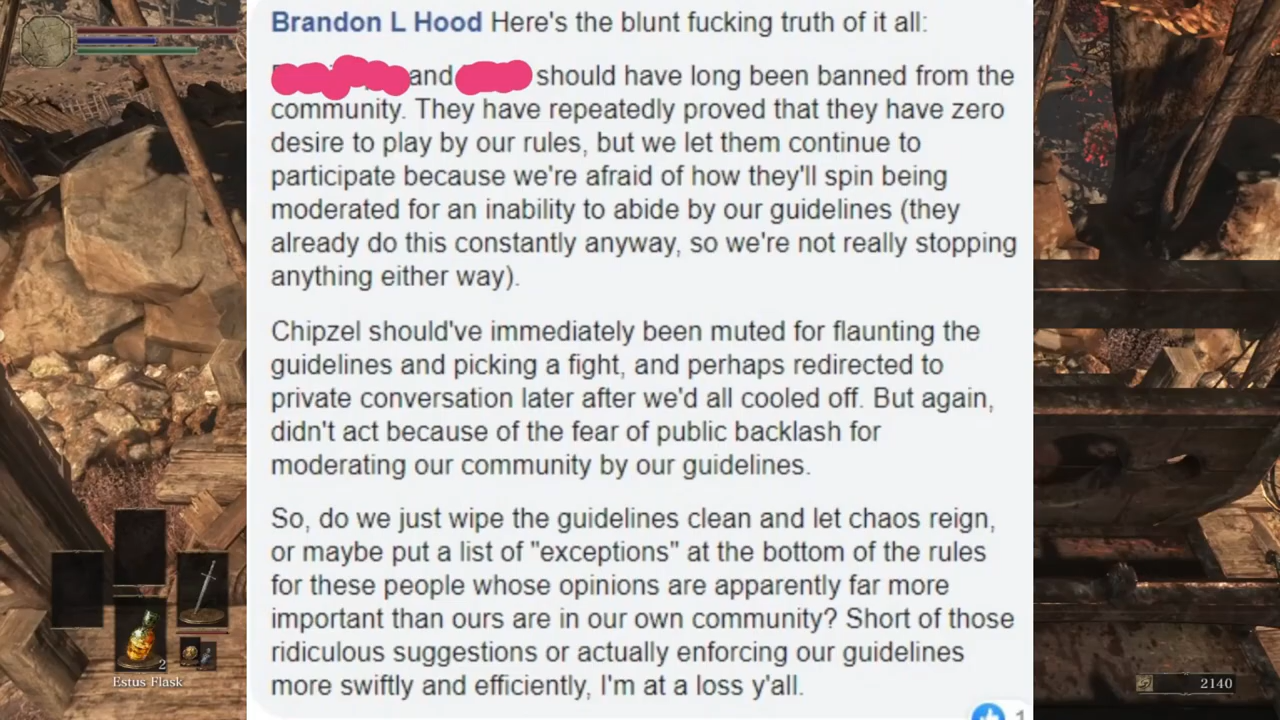 Brandon L Hood Here's the blunt fucking truth of it all:
and should have long been banned from the
community. They have repeatedly proved that they have zero
desire to play by our rules, but we let them continue to
participate because we're afraid of how they'll spin being
moderated for an inability to abide by our guidelines (they
already do this constantly anyway, so we're not really stopping
anything either way).
Chipzel should've immediately been muted for flaunting the
guidelines and picking a fight, and perhaps redirected to
private conversation later after we'd all cooled off. But again,
didn't act because of the fear of public backlash for
moderating our community by our guidelines.
So, do we just wipe the guidelines clean and let chaos reign,
or maybe put a list of "exceptions" at the bottom of the rules
for these people whose opinions are apparently far more
important than ours are in our own community? Short of those
ridiculous suggestions or actually enforcing our guidelines
more swiftly and efficiently, I'm at a loss y'all.
1
2
Estus Flask
2140